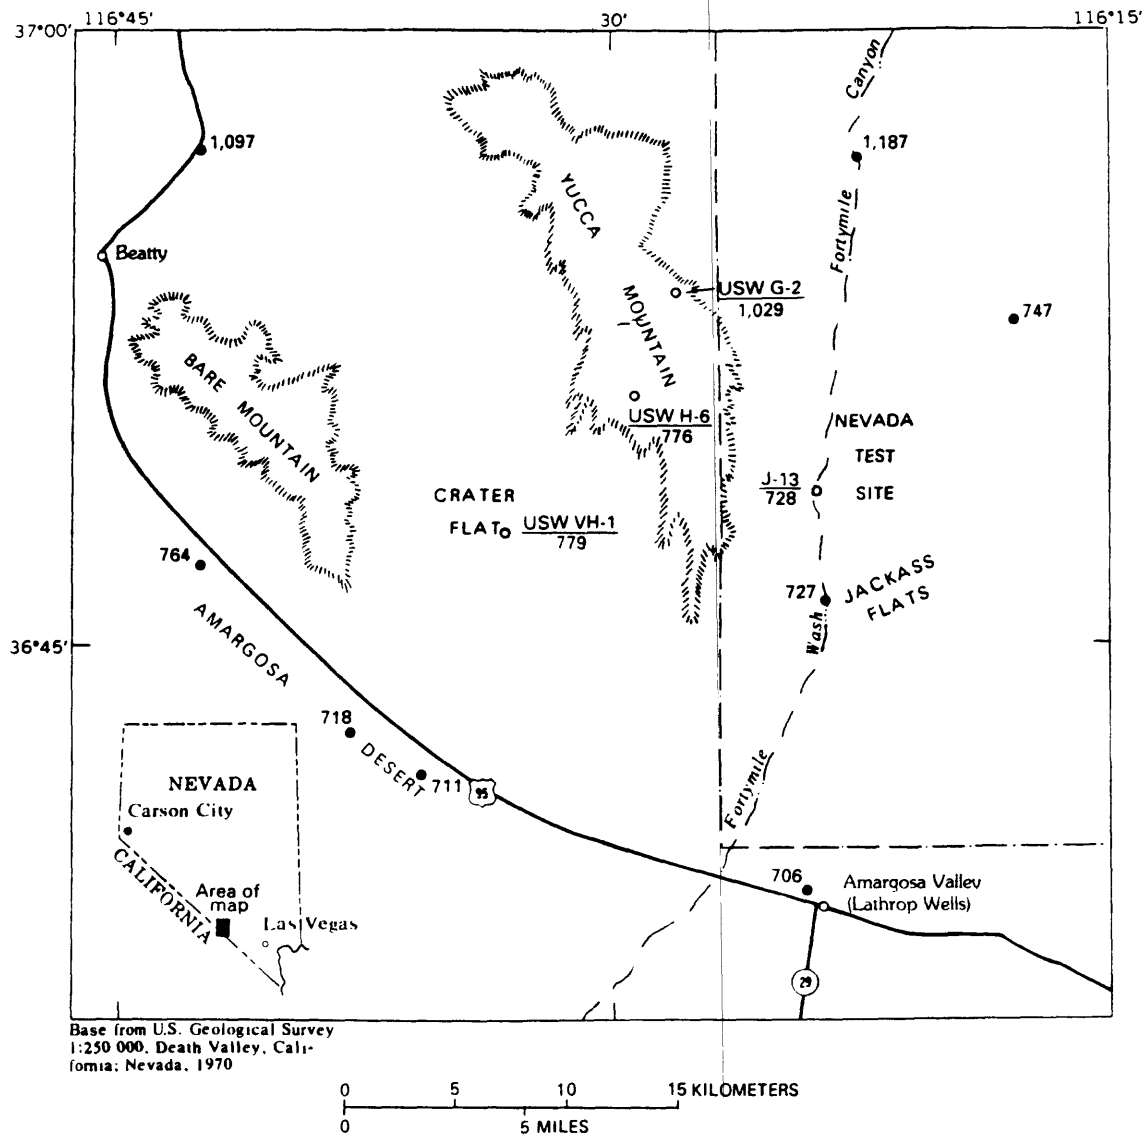 116°45'
30'
116°15'
37°00'
Canyon
1,097
1,187
YUCCA
Fortymile
Beatty
USW G-2
1,029
MOUNTAIN
747
BARE
MOUNTAIN
USW H-6
776
NEVADA
TEST
SITE
J-13
728
CRATER
FLAT
USW VH-1
779
764
727
JACKASS
FLATS
AMARGOSA
Wash
36°45'
718
DESERT
711
95
Fortymile
NEVADA
Carson City
CALIFORNIA
Area of
map
Las Vegas
706
Amargosa Valley
(Lathrop Wells)
29
Base from U.S. Geological Survey
1:250 000, Death Valley, Cali-
fornia; Nevada, 1970
0 5 10 15 KILOMETERS
0 5 MILES